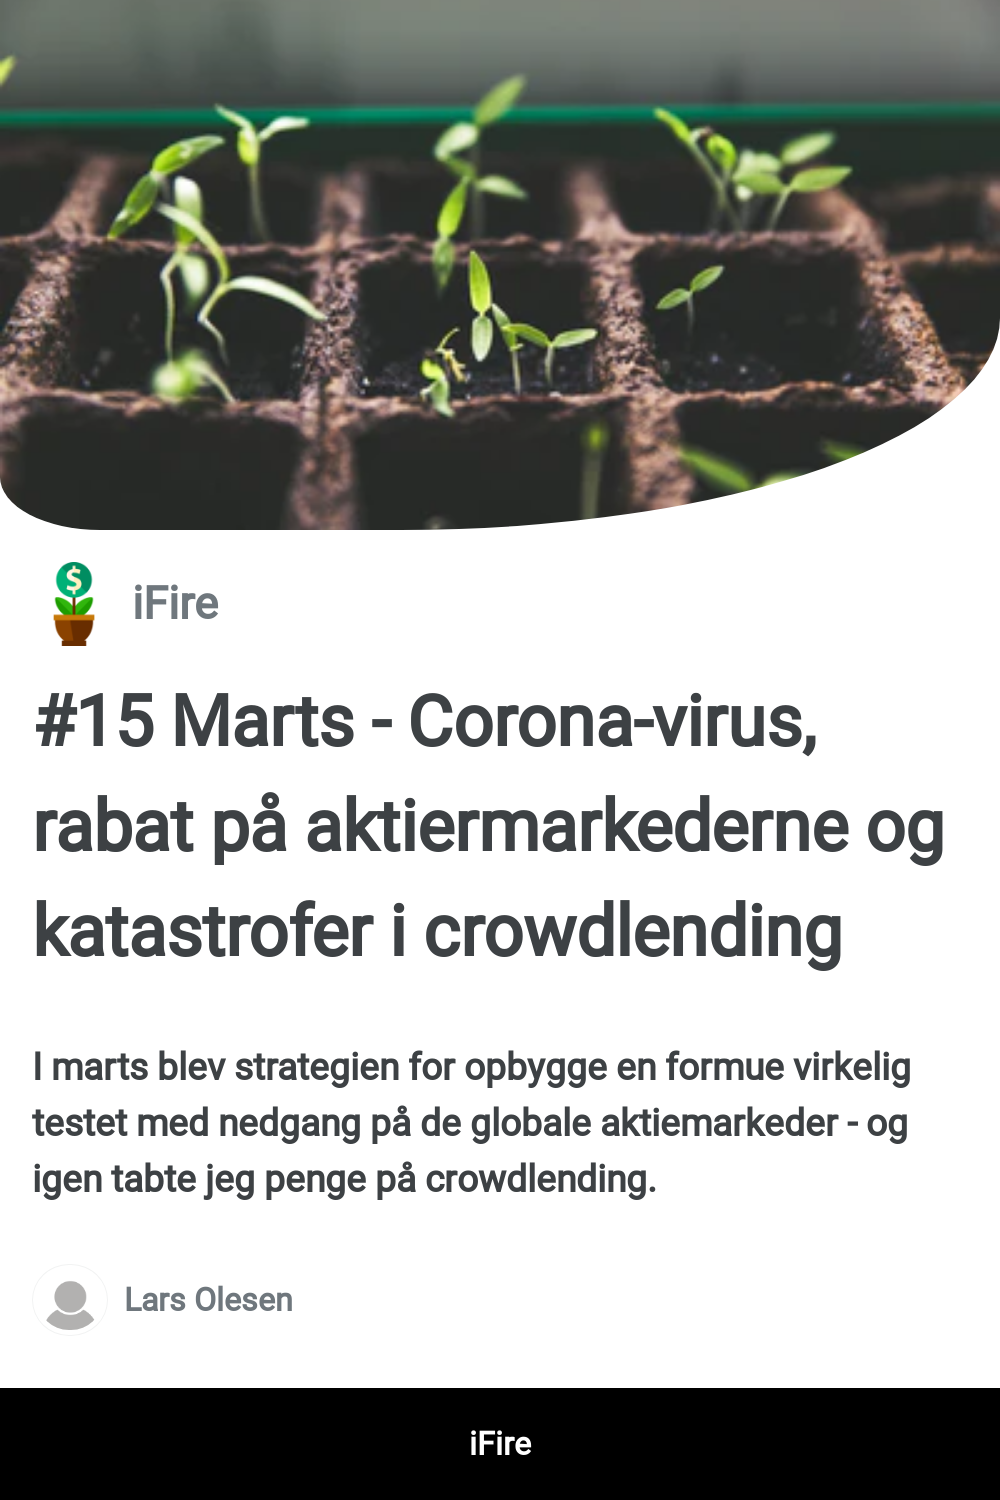 iFire
#15 Marts - Corona-virus,
rabat på aktiermarkederne og
katastrofer i crowdlending
I marts blev strategien for opbygge en formue virkelig
testet med nedgang på de globale aktiemarkeder - og
igen tabte jeg penge på crowdlending.
Lars Olesen
iFire